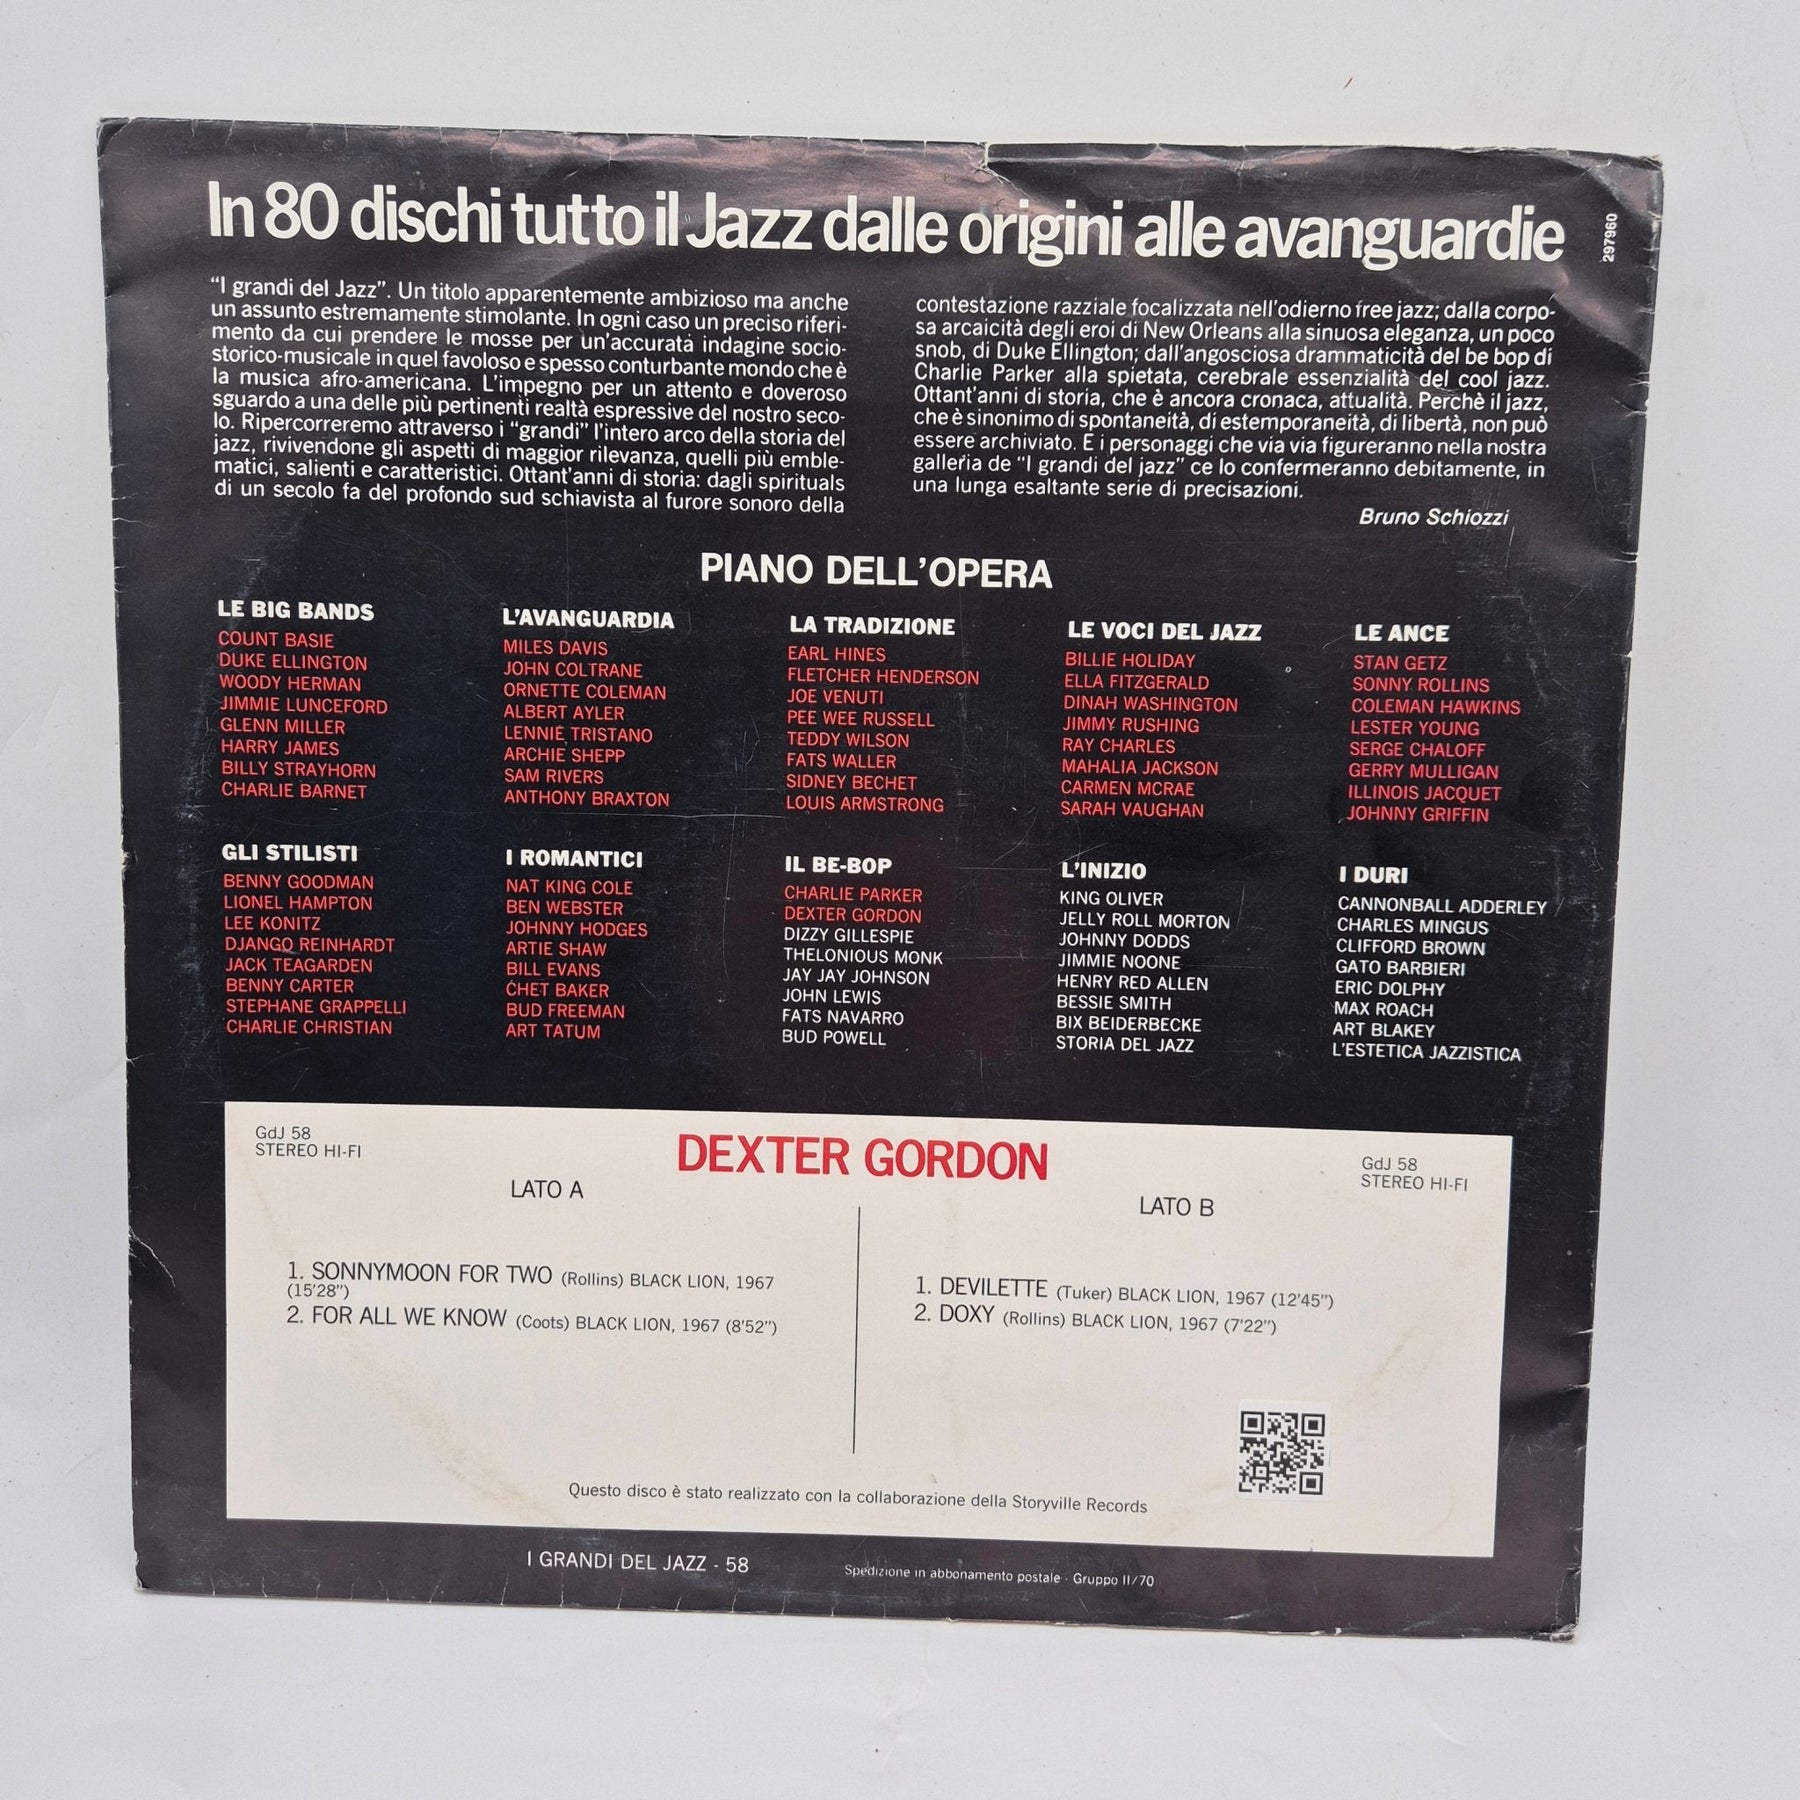 In 80 dischi tutto il Jazz dalle origini alle avanguardie
297960
“I grandi del Jazz”. Un titolo apparentemente ambizioso ma anche
un assunto estremamente stimolante. In ogni caso un preciso riferi-
mento da cui prendere le mosse per un’accurata indagine socio-
storico-musicale in quel favoloso e spesso conturbante mondo che è
la musica afro-americana. L’impegno per un attento e doveroso
sguardo a una delle più pertinenti realtà espressive del nostro seco-
lo. Ripercorreremo attraverso i “grandi” l’intero arco della storia del
jazz, rivivendone gli aspetti di maggior rilevanza, quelli più emble-
matici, salienti e caratteristici. Ottant’anni di storia: dagli spirituals
di un secolo fa del profondo sud schiavista al furore sonoro della
contestazione razziale focalizzata nell’odierno free jazz; dalla corpo-
sa arcaicità degli eroi di New Orleans alla sinuosa eleganza, un poco
snob, di Duke Ellington; dall’angosciosa drammaticità del be bop di
Charlie Parker alla spietata, cerebrale essenzialità del cool jazz.
Ottant’anni di storia, che è ancora cronaca, attualità. Perchè il jazz,
che è sinonimo di spontaneità, di estemporaneità, di libertà, non può
essere archiviato. E i personaggi che via via figureranno nella nostra
galleria de “I grandi del jazz” ce lo confermeranno debitamente, in
una lunga esaltante serie di precisazioni.
Bruno Schiozzi
PIANO DELL’OPERA
LE BIG BANDS
COUNT BASIE
DUKE ELLINGTON
WOODY HERMAN
JIMMIE LUNCEFORD
GLENN MILLER
HARRY JAMES
BILLY STRAYHORN
CHARLIE BARNET
L’AVANGUARDIA
MILES DAVIS
JOHN COLTRANE
ORNETTE COLEMAN
ALBERT AYLER
LENNIE TRISTANO
ARCHIE SHEPP
SAM RIVERS
ANTHONY BRAXTON
LA TRADIZIONE
EARL HINES
FLETCHER HENDERSON
JOE VENUTI
PEE WEE RUSSELL
TEDDY WILSON
FATS WALLER
SIDNEY BECHET
LOUIS ARMSTRONG
LE VOCI DEL JAZZ
BILLIE HOLIDAY
ELLA FITZGERALD
DINAH WASHINGTON
JIMMY RUSHING
RAY CHARLES
MAHALIA JACKSON
CARMEN MCRAE
SARAH VAUGHAN
LE ANCE
STAN GETZ
SONNY ROLLINS
COLEMAN HAWKINS
LESTER YOUNG
SERGE CHALOFF
GERRY MULLIGAN
ILLINOIS JACQUET
JOHNNY GRIFFIN
GLI STILISTI
BENNY GOODMAN
LIONEL HAMPTON
LEE KONITZ
DJANGO REINHARDT
JACK TEAGARDEN
BENNY CARTER
STEPHANE GRAPPELLI
CHARLIE CHRISTIAN
I ROMANTICI
NAT KING COLE
BEN WEBSTER
JOHNNY HODGES
ARTIE SHAW
BILL EVANS
CHET BAKER
BUD FREEMAN
ART TATUM
IL BE-BOP
CHARLIE PARKER
DEXTER GORDON
DIZZY GILLESPIE
THELONIOUS MONK
JAY JAY JOHNSON
JOHN LEWIS
FATS NAVARRO
BUD POWELL
L’INIZIO
KING OLIVER
JELLY ROLL MORTON
JOHNNY DODDS
JIMMIE NOONE
HENRY RED ALLEN
BESSIE SMITH
BIX BEIDERBECKE
STORIA DEL JAZZ
I DURI
CANNONBALL ADDERLEY
CHARLES MINGUS
CLIFFORD BROWN
GATO BARBIERI
ERIC DOLPHY
MAX ROACH
ART BLAKEY
L’ESTETICA JAZZISTICA
GdJ 58
STEREO HI-FI
DEXTER GORDON
GdJ 58
STEREO HI-FI
LATO A
1. SONNYMOON FOR TWO (Rollins) BLACK LION, 1967
(15’28”)
2. FOR ALL WE KNOW (Coots) BLACK LION, 1967 (8’52”)
LATO B
1. DEVILETTE (Tuker) BLACK LION, 1967 (12’45”)
2. DOXY (Rollins) BLACK LION, 1967 (7’22”)
Questo disco è stato realizzato con la collaborazione della Storyville Records
I GRANDI DEL JAZZ - 58
Spedizione in abbonamento postale - Gruppo II/70